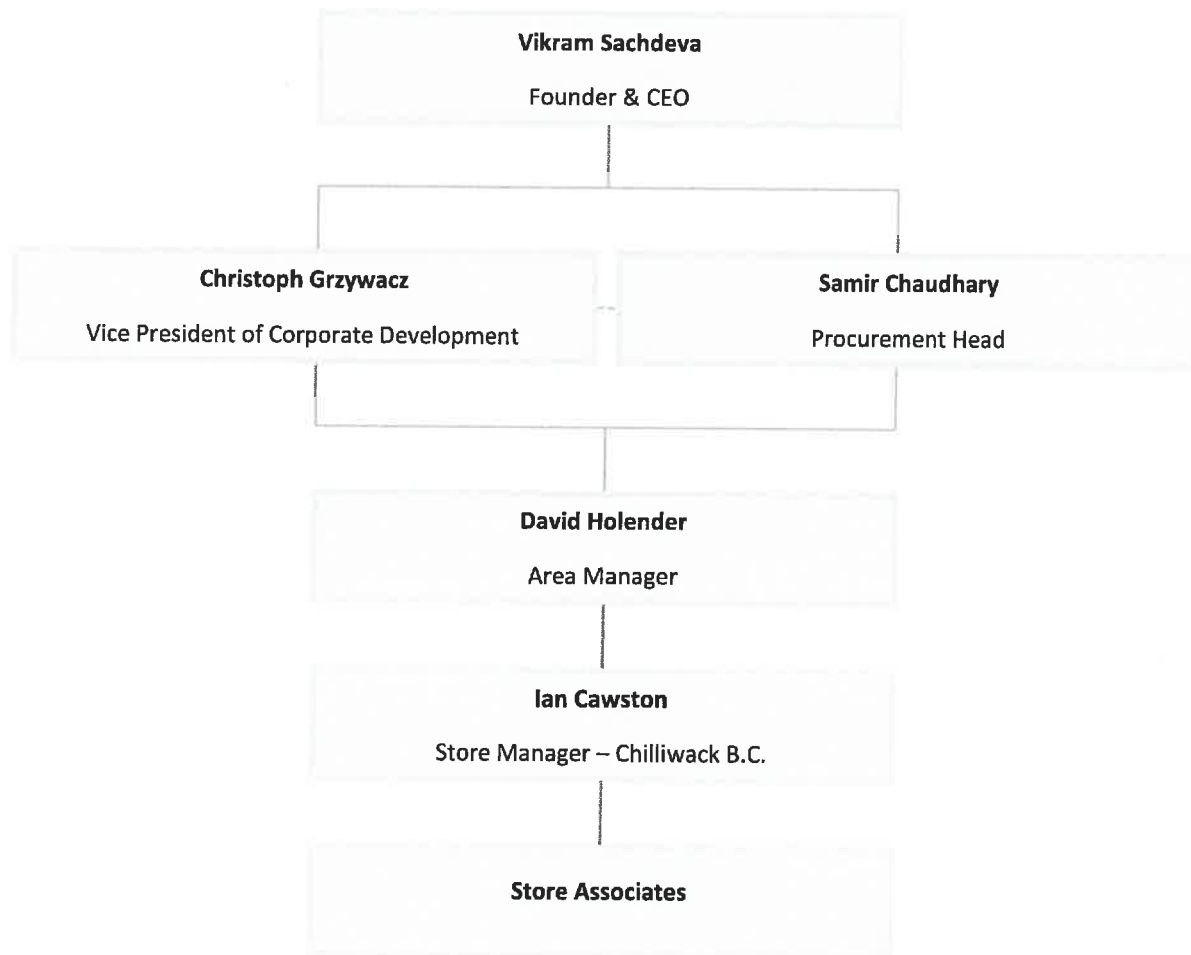 Vikram Sachdeva
Founder & CEO
Christoph Grzywacz
Vice President of Corporate Development
Samir Chaudhary
Procurement Head
David Holender
Area Manager
Ian Cawston
Store Manager – Chilliwack B.C.
Store Associates